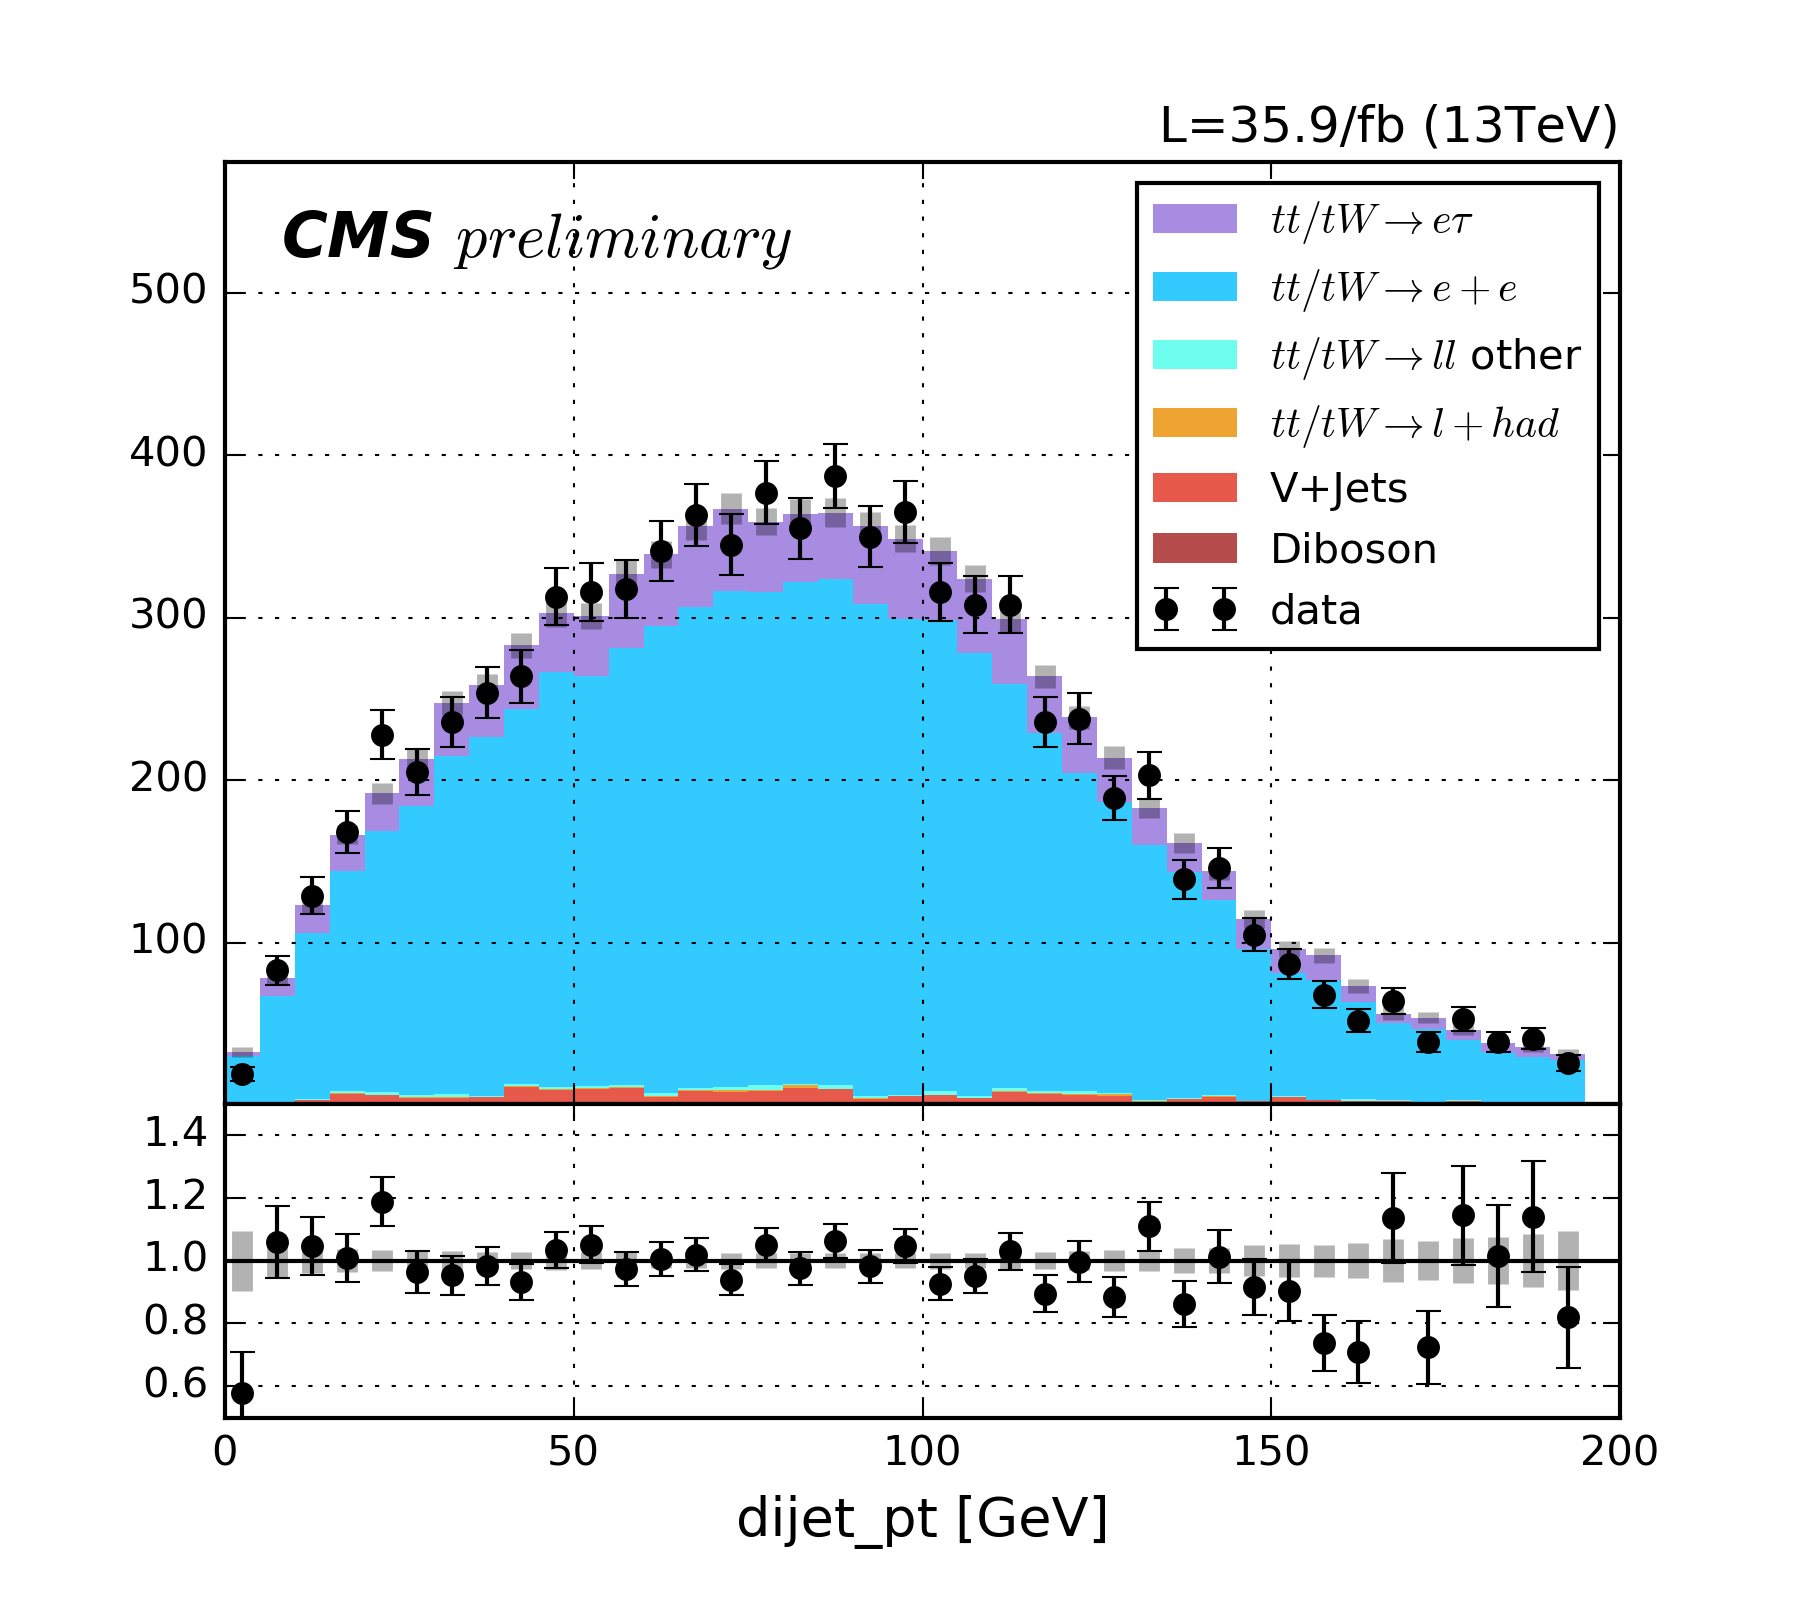 L=35.9/fb (13TeV)
CMS preliminary
tt/tW→eτ
tt/tW→e+e
tt/tW→ll other
tt/tW→l+had
V+Jets
Diboson
data
500
400
300
200
100
1.4
1.2
1.0
0.8
0.6
0 50 100 150 200
dijet_pt [GeV]